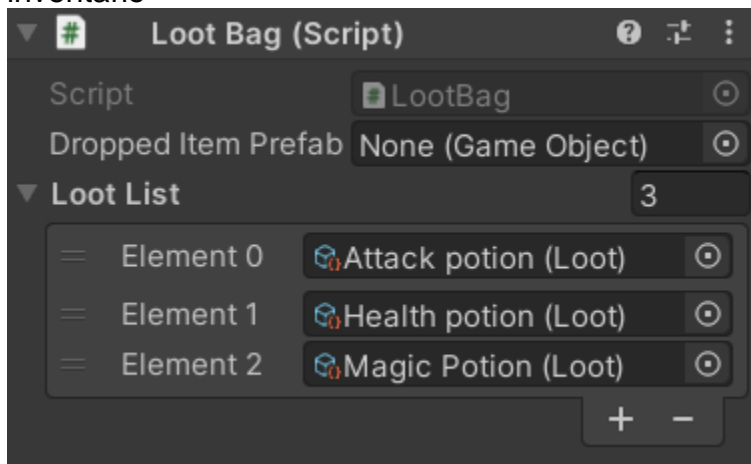 inventario
Loot Bag (Script)
Script LootBag
Dropped Item Prefab None (Game Object)
Loot List 3
Element 0 Attack potion (Loot)
Element 1 Health potion (Loot)
Element 2 Magic Potion (Loot)
+ −